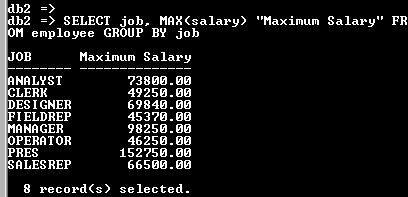 db2 =>
db2 => SELECT job, MAX(salary) "Maximum Salary" FR
OM employee GROUP BY job
JOB Maximum Salary
-------- --------------
ANALYST 73800.00
CLERK 49250.00
DESIGNER 69840.00
FIELDREP 45370.00
MANAGER 98250.00
OPERATOR 46250.00
PRES 152750.00
SALESREP 66500.00
8 record(s) selected.